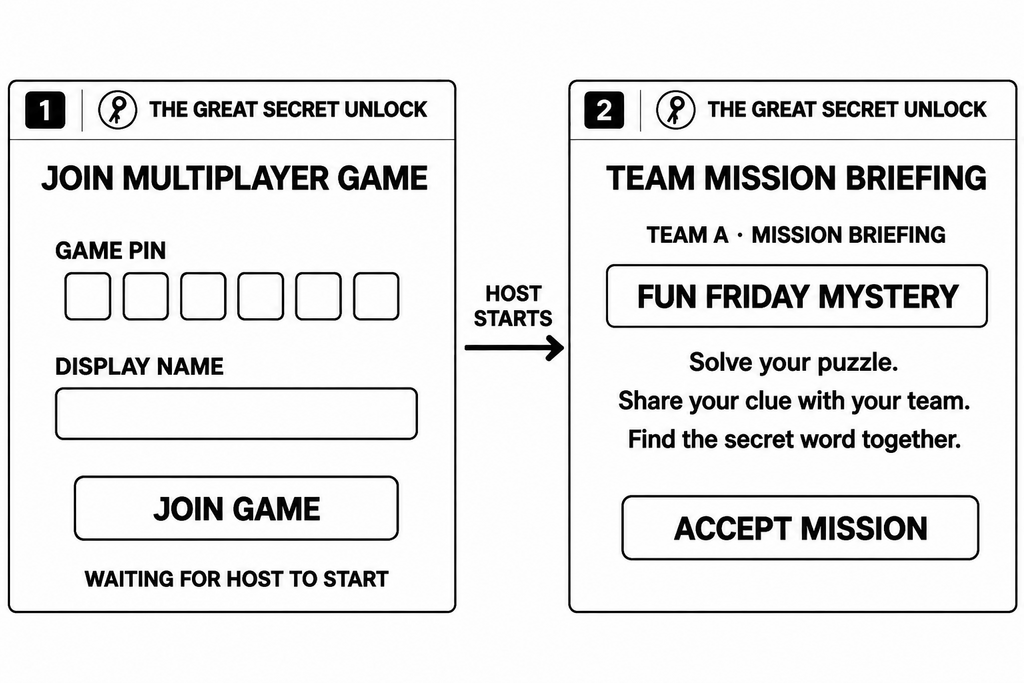 1
THE GREAT SECRET UNLOCK
JOIN MULTIPLAYER GAME
GAME PIN
DISPLAY NAME
JOIN GAME
WAITING FOR HOST TO START
HOST
STARTS
2
THE GREAT SECRET UNLOCK
TEAM MISSION BRIEFING
TEAM A · MISSION BRIEFING
FUN FRIDAY MYSTERY
Solve your puzzle.
Share your clue with your team.
Find the secret word together.
ACCEPT MISSION